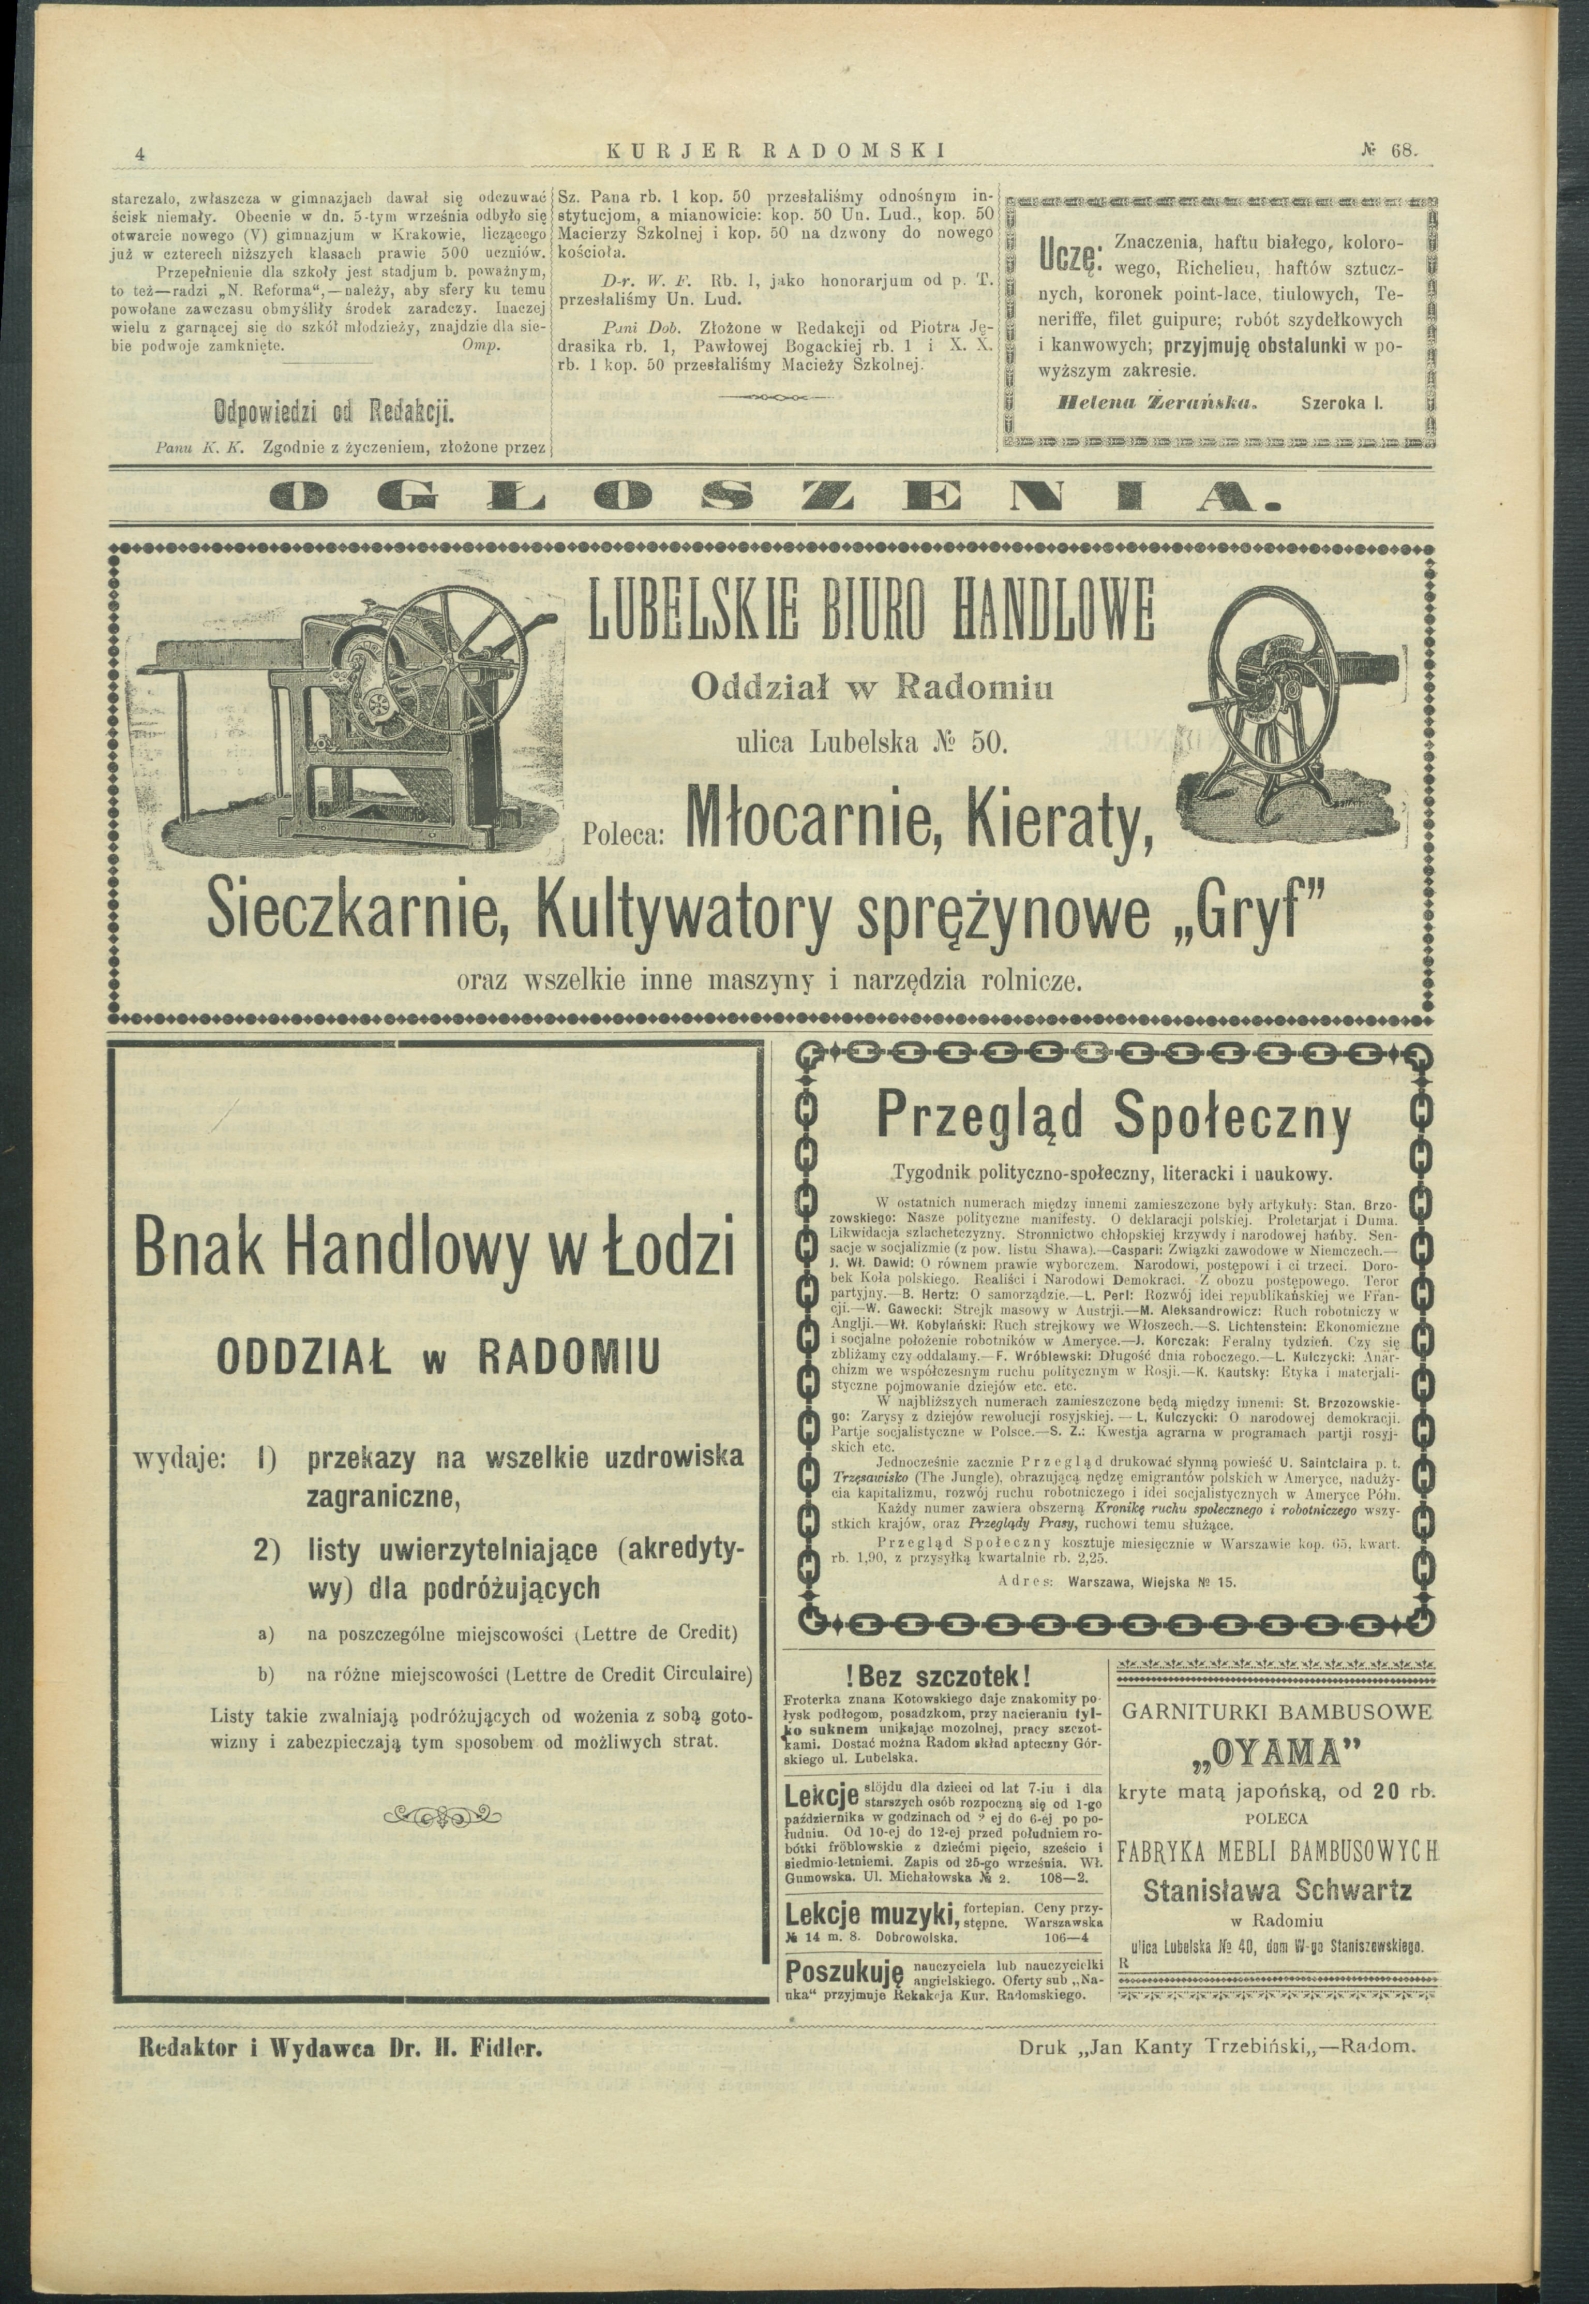 4
KURJER RADOMSKI
№ 68.
starczało, zwłaszcza w gimnazjach dawał się odczuwać
ścisk niemały. Obecnie w dn. 5-tym września odbyło się
otwarcie nowego (V) gimnazjum w Krakowie, liczącego
już w czterech niższych klasach prawie 500 uczniów.
Przepełnienie dla szkoły jest stadjum b. poważnym,
to też—radzi „N. Reforma“,—należy, aby sfery ku temu
powołane zawczasu obmyśliły środek zaradczy. Inaczej
wielu z garnącej się do szkół młodzieży, znajdzie dla sie-
bie podwoje zamknięte. Omp.
Odpowiedzi od Redakcji.
Panu K. K. Zgodnie z życzeniem, złożone przez
Sz. Pana rb. 1 kop. 50 przesłaliśmy odnośnym in-
stytucjom, a mianowicie: kop. 50 Un. Lud., kop. 50
Macierzy Szkolnej i kop. 50 na dzwony do nowego
kościoła.
D-r. W. F. Rb. 1, jako honorarjum od p. T.
przesłaliśmy Un. Lud.
Pani Dob. Złożone w Redakcji od Piotra Ję-
drasika rb. 1, Pawłowej Bogackiej rb. 1 i X. X.
rb. 1 kop. 50 przesłaliśmy Macieży Szkolnej.
Uczę: Znaczenia, haftu białego, koloro-
wego, Richelieu, haftów sztucz-
nych, koronek point-lace, tiulowych, Te-
neriffe, filet guipure; robót szydełkowych
i kanwowych; przyjmuję obstalunki w po-
wyższym zakresie.
Helena Żerańska. Szeroka I.
OGŁOSZENIA.
LUBELSKIE BIURO HANDLOWE
Oddział w Radomiu
ulica Lubelska № 50.
Poleca: Młocarnie, Kieraty,
Sieczkarnie, Kultywatory sprężynowe „Gryf”
oraz wszelkie inne maszyny i narzędzia rolnicze.
Bnak Handlowy w Łodzi
ODDZIAŁ w RADOMIU
wydaje: 1) przekazy na wszelkie uzdrowiska
zagraniczne,
2) listy uwierzytelniające (akredyty-
wy) dla podróżujących
a) na poszczególne miejscowości (Lettre de Credit)
b) na różne miejscowości (Lettre de Credit Circulaire)
Listy takie zwalniają podróżujących od wożenia z sobą goto-
wizny i zabezpieczają tym sposobem od możliwych strat.
Przegląd Społeczny
Tygodnik polityczno-społeczny, literacki i naukowy.
W ostatnich numerach między innemi zamieszczone były artykuły: Stan. Brzo-
zowskiego: Nasze polityczne manifesty. O deklaracji polskiej. Proletarjat i Duma.
Likwidacja szlachetczyzny. Stronnictwo chłopskiej krzywdy i narodowej hańby. Sen-
sacje w socjalizmie (z pow. listu Shawa).—Caspari: Związki zawodowe w Niemczech.—
J. Wł. Dawid: O równem prawie wyborczem. Narodowi, postępowi i ci trzeci. Doro-
bek Koła polskiego. Realiści i Narodowi Demokraci. Z obozu postępowego. Teror
partyjny.—B. Hertz: O samorządzie.—L. Perl: Rozwój idei republikańskiej we Fran-
cji.—W. Gawecki: Strejk masowy w Austrji.—M. Aleksandrowicz: Ruch robotniczy w
Anglji.—Wł. Kobylański: Ruch strejkowy we Włoszech.—S. Lichtenstein: Ekonomiczne
i socjalne położenie robotników w Ameryce.—J. Korczak: Feralny tydzień. Czy się
zbliżamy czy oddalamy.—F. Wróblewski: Długość dnia roboczego.—L. Kulczycki: Anar-
chizm we współczesnym ruchu politycznym w Rosji.—K. Kautsky: Etyka i materjali-
styczne pojmowanie dziejów etc. etc.
W najbliższych numerach zamieszczone będą między innemi: St. Brzozowskie-
go: Zarysy z dziejów rewolucji rosyjskiej. — L. Kulczycki: O narodowej demokracji.
Partje socjalistyczne w Polsce.—S. Z.: Kwestja agrarna w programach partji rosyj-
skich etc.
Jednocześnie zacznie Przegląd drukować słynną powieść U. Saintclaira p. t.
Trzęsawisko (The Jungle), obrazującą nędzę emigrantów polskich w Ameryce, naduży-
cia kapitalizmu, rozwój ruchu robotniczego i idei socjalistycznych w Ameryce Półn.
Każdy numer zawiera obszerną Kronikę ruchu społecznego i robotniczego wszy-
stkich krajów, oraz Przeglądy Prasy, ruchowi temu służące.
Przegląd Społeczny kosztuje miesięcznie w Warszawie kop. 65, kwart.
rb. 1,90, z przysyłką kwartalnie rb. 2,25.
Adres: Warszawa, Wiejska № 15.
!Bez szczotek!
Froterka znana Kotowskiego daje znakomity po-
łysk podłogom, posadzkom, przy nacieraniu tyl-
ko suknem unikając mozolnej, pracy szczot-
kami. Dostać można Radom skład apteczny Gór-
skiego ul. Lubelska.
Lekcje slöjdu dla dzieci od lat 7-iu i dla
starszych osób rozpoczną się od 1-go
października w godzinach od ej do 6-ej po po-
łudniu. Od 10-ej do 12-ej przed południem ro-
bótki fröblowskie z dziećmi pięcio, sześcio i
siedmio-letniemi. Zapis od 25-go września. Wł.
Gumowska. Ul. Michałowska № 2. 108—2.
Lekcje muzyki, fortepian. Ceny przy-
stępne. Warszawska
№ 14 m. 8. Dobrowolska. 106—4
Poszukuję nauczyciela lub nauczycielki
angielskiego. Oferty sub „Na-
uka“ przyjmuje Rekakcja Kur. Radomskiego.
GARNITURKI BAMBUSOWE
„OYAMA”
kryte matą japońską, od 20 rb.
POLECA
FABRYKA MEBLI BAMBUSOWYCH
Stanisława Schwartz
w Radomiu
ulica Lubelska № 40, dom W-go Staniszewskiego.
R
Redaktor i Wydawca Dr. H. Fidler.
Druk „Jan Kanty Trzebiński„—Radom.